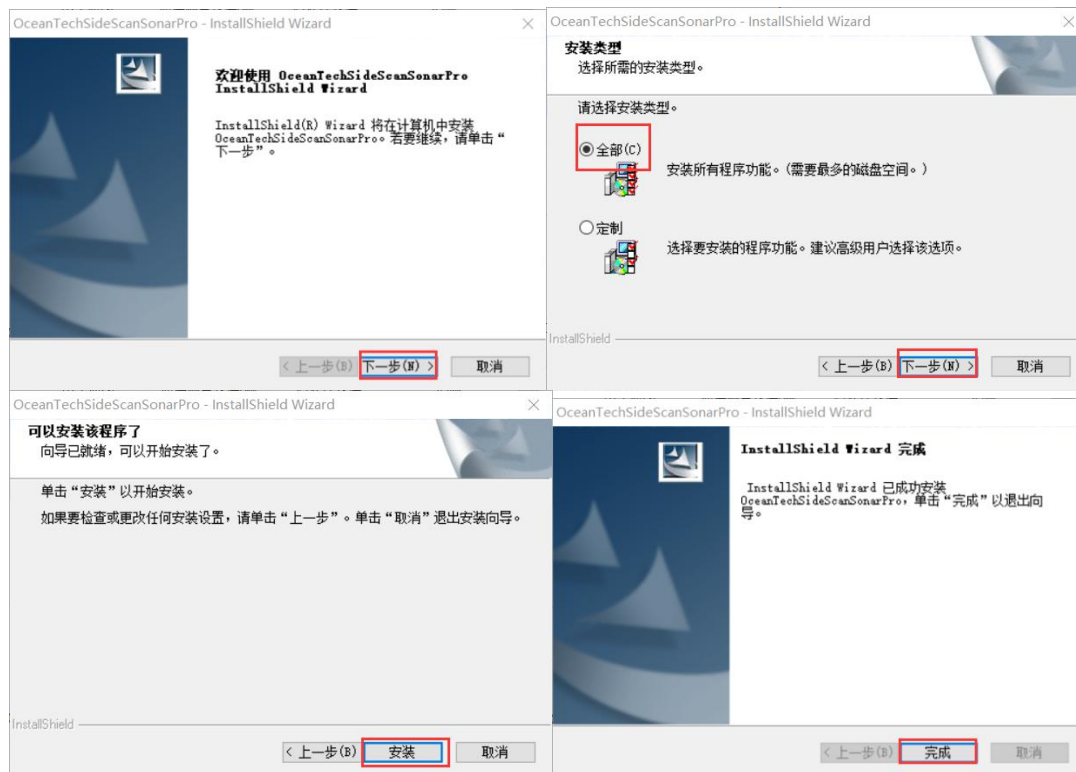 OceanTechSideScanSonarPro - InstallShield Wizard
欢迎使用 OceanTechSideScanSonarPro
InstallShield Wizard
InstallShield(R) Wizard 将在计算机中安装
OceanTechSideScanSonarPro。若要继续，请单击“
下一步”。
< 上一步(B)
下一步(N) >
取消
OceanTechSideScanSonarPro - InstallShield Wizard
安装类型
选择所需的安装类型。
请选择安装类型。
全部(C)
安装所有程序功能。(需要最多的磁盘空间。)
定制
选择要安装的程序功能。建议高级用户选择该选项。
InstallShield
< 上一步(B)
下一步(N) >
取消
OceanTechSideScanSonarPro - InstallShield Wizard
可以安装该程序了
向导已就绪，可以开始安装了。
单击“安装”以开始安装。
如果要检查或更改任何安装设置，请单击“上一步”。单击“取消”退出安装向导。
InstallShield
< 上一步(B)
安装
取消
OceanTechSideScanSonarPro - InstallShield Wizard
InstallShield Wizard 完成
InstallShield Wizard 已成功安装
OceanTechSideScanSonarPro，单击“完成”以退出向
导。
< 上一步(B)
完成
取消